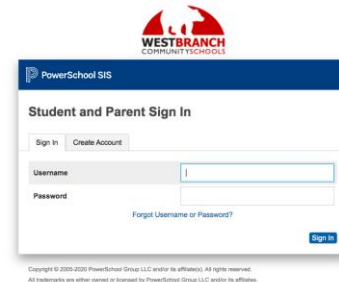 WESTBRANCH
COMMUNITYSCHOOLS
PowerSchool SIS
Student and Parent Sign In
Sign In Create Account
Username
Password
Forgot Username or Password?
Sign In
Copyright © 2005-2020 PowerSchool Group LLC and/or its affiliate(s). All rights reserved.
All trademarks are either owned or licensed by PowerSchool Group LLC and/or its affiliates.